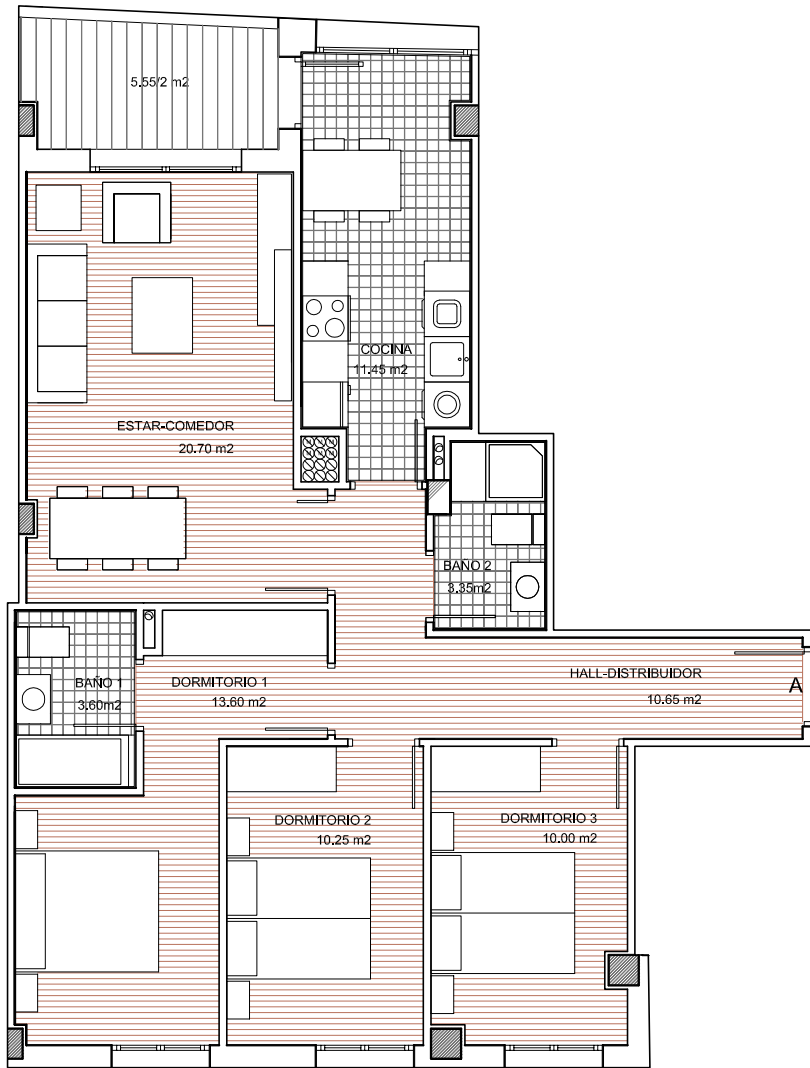 5.55/2 m2
COCINA
11.45 m2
ESTAR-COMEDOR
20.70 m2
BAÑO 2
3.35m2
BAÑO 1
3.60m2
DORMITORIO 1
13.60 m2
HALL-DISTRIBUIDOR
10.65 m2
A
DORMITORIO 2
10.25 m2
DORMITORIO 3
10.00 m2